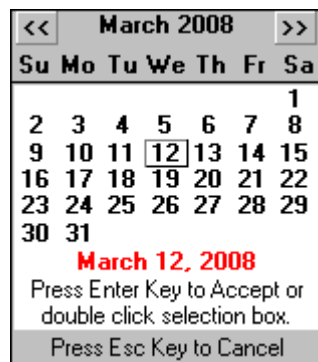 << March 2008 >>
Su Mo Tu We Th Fr Sa
1
2 3 4 5 6 7 8
9 10 11 12 13 14 15
16 17 18 19 20 21 22
23 24 25 26 27 28 29
30 31
March 12, 2008
Press Enter Key to Accept or
double click selection box.
Press Esc Key to Cancel